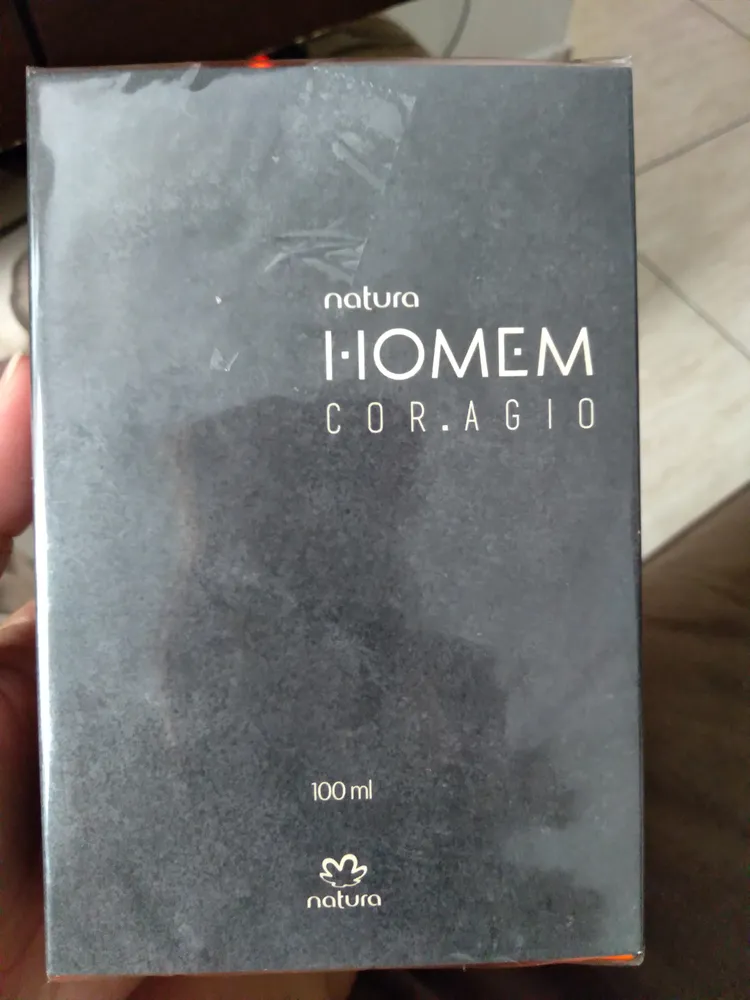 natura
HOMEM
COR.AGIO
100 ml
natura